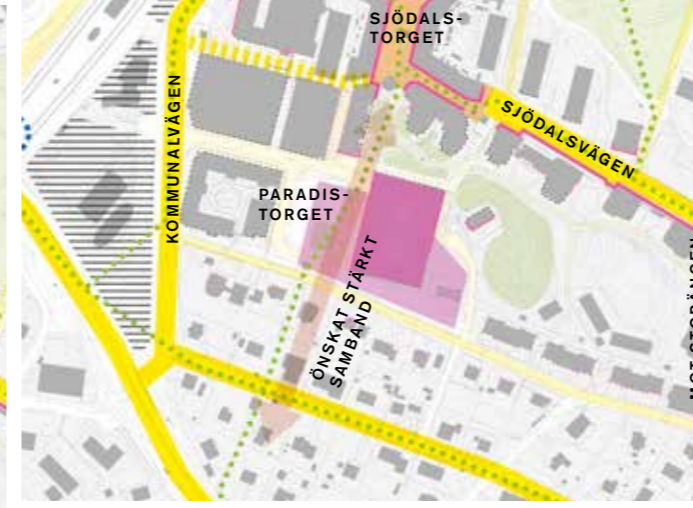 SJÖDALS-
TORGET
KOMMUNALVÄGEN
SJÖDALSVÄGEN
PARADIS-
TORGET
ÖNSKAT STÄRKT
SAMBAND